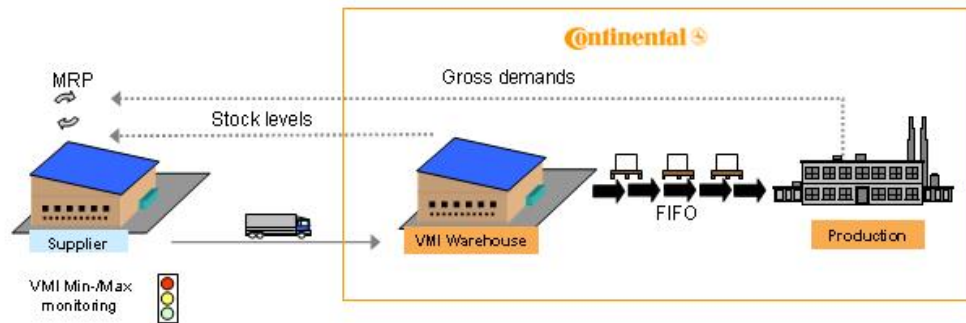 Continental
MRP
Gross demands
Stock levels
FIFO
Supplier
VMI Warehouse
Production
VMI Min-/Max
monitoring